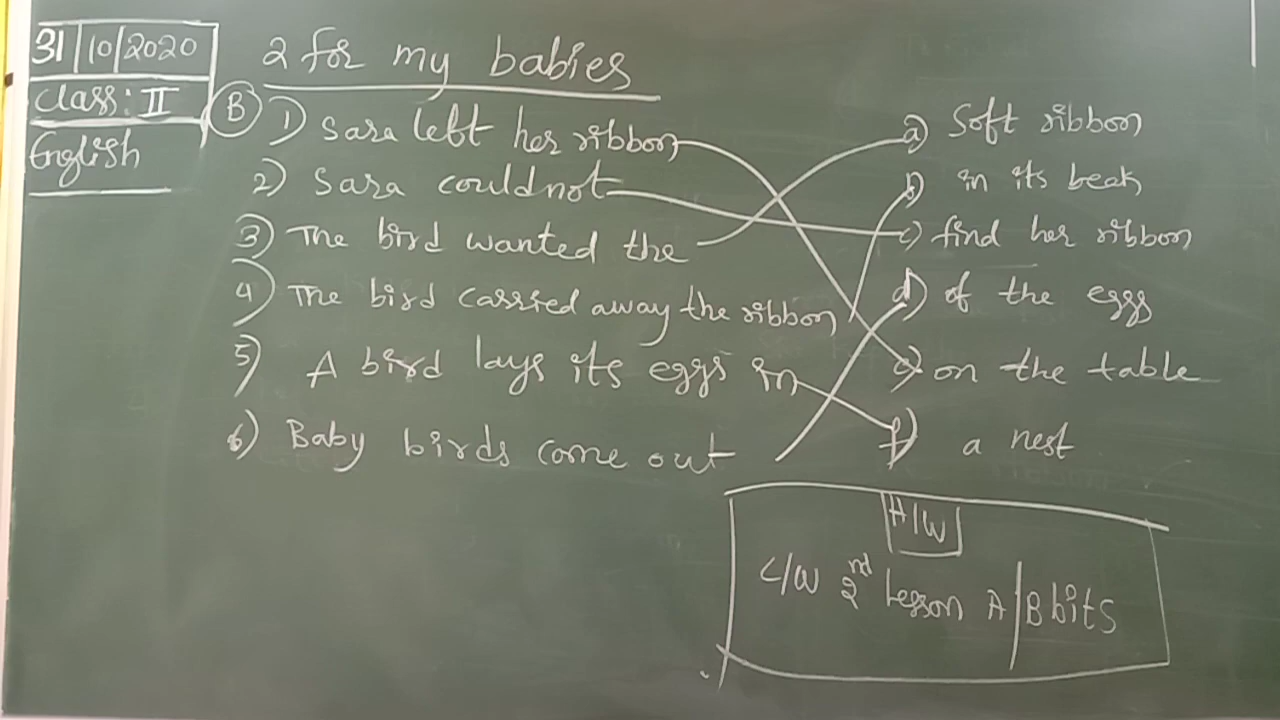 31/10/2020
Class: II
English
2 for my babies
B 1) Sara left her ribbon
2) Sara could not
3) The bird wanted the
4) The bird carried away the ribbon
5) A bird lays its eggs in
6) Baby birds come out
a) Soft ribbon
b) in its beak
c) find her ribbon
d) of the eggs
e) on the table
f) a nest
H/W
C/W 2nd Lesson A/B bits